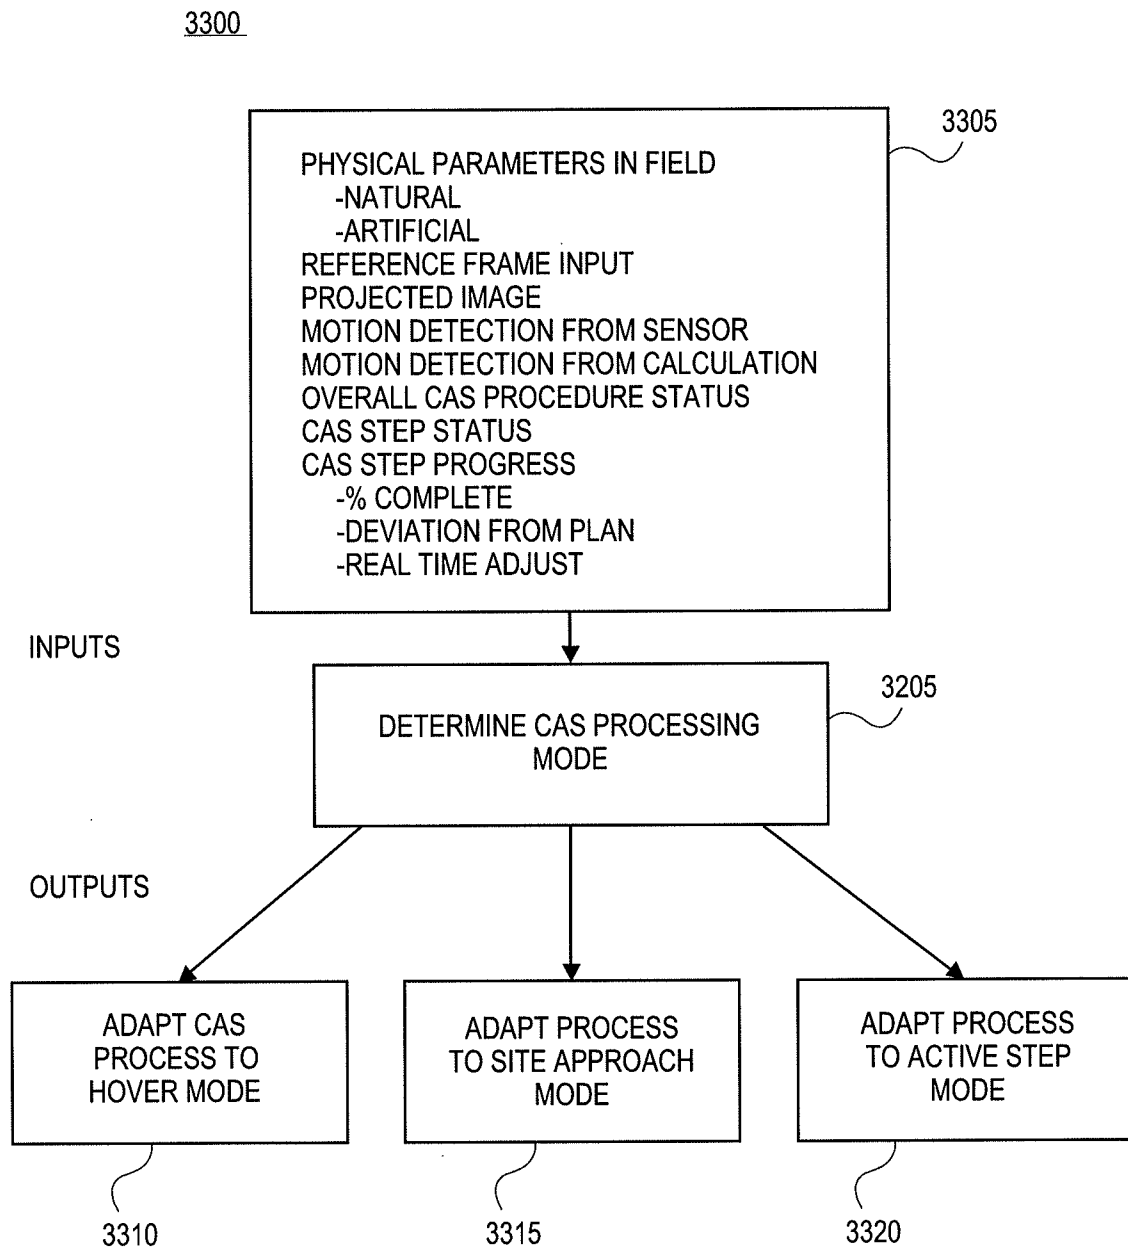 3300
3305
PHYSICAL PARAMETERS IN FIELD
-NATURAL
-ARTIFICIAL
REFERENCE FRAME INPUT
PROJECTED IMAGE
MOTION DETECTION FROM SENSOR
MOTION DETECTION FROM CALCULATION
OVERALL CAS PROCEDURE STATUS
CAS STEP STATUS
CAS STEP PROGRESS
-% COMPLETE
-DEVIATION FROM PLAN
-REAL TIME ADJUST
INPUTS
3205
DETERMINE CAS PROCESSING
MODE
OUTPUTS
ADAPT CAS
PROCESS TO
HOVER MODE
ADAPT PROCESS
TO SITE APPROACH
MODE
ADAPT PROCESS
TO ACTIVE STEP
MODE
3310
3315
3320